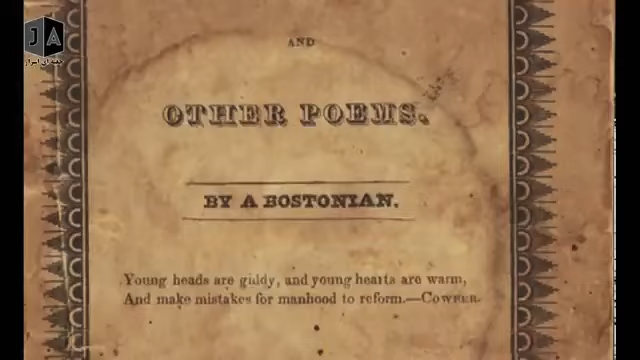 JA
AND
OTHER POEMS.
BY A BOSTONIAN.
Young heads are giddy, and young hearts are warm,
And make mistakes for manhood to reform.—COWPER.